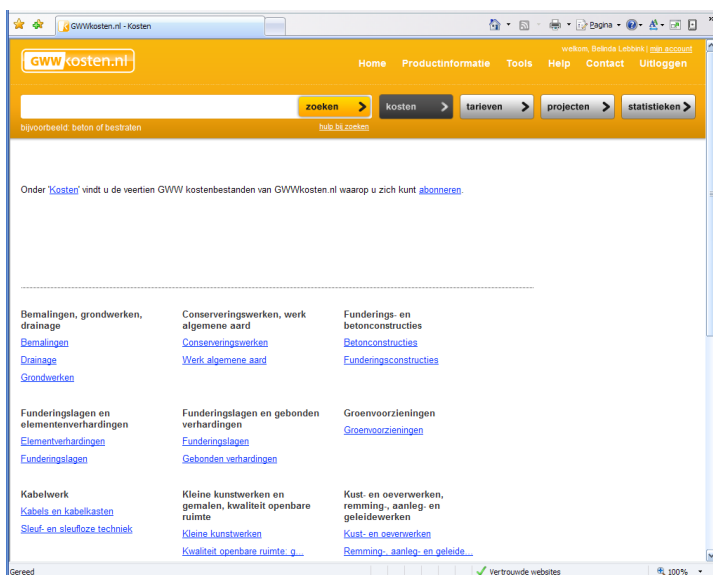 GWWkosten.nl - Kosten
Pagina
welkom, Belinda Lebbink | mijn account
GWWkosten.nl
Home Productinformatie Tools Help Contact Uitloggen
zoeken kosten tarieven projecten statistieken
bijvoorbeeld: beton of bestraten hulp bij zoeken
Onder 'Kosten' vindt u de veertien GWW kostenbestanden van GWWkosten.nl waarop u zich kunt abonneren.
Bemalingen, grondwerken,
drainage
Bemalingen
Drainage
Grondwerken
Conserveringswerken, werk
algemene aard
Conserveringswerken
Werk algemene aard
Funderings- en
betonconstructies
Betonconstructies
Funderingsconstructies
Funderingslagen en
elementenverhardingen
Elementverhardingen
Funderingslagen
Funderingslagen en gebonden
verhardingen
Funderingslagen
Gebonden verhardingen
Groenvoorzieningen
Groenvoorzieningen
Kabelwerk
Kabels en kabelkasten
Sleuf- en sleufloze techniek
Kleine kunstwerken en
gemalen, kwaliteit openbare
ruimte
Kleine kunstwerken
Kwaliteit openbare ruimte: g...
Kust- en oeverwerken,
remming-, aanleg- en
geleidewerken
Kust- en oeverwerken
Remming-, aanleg- en geleide...
Gereed Vertrouwde websites 100%